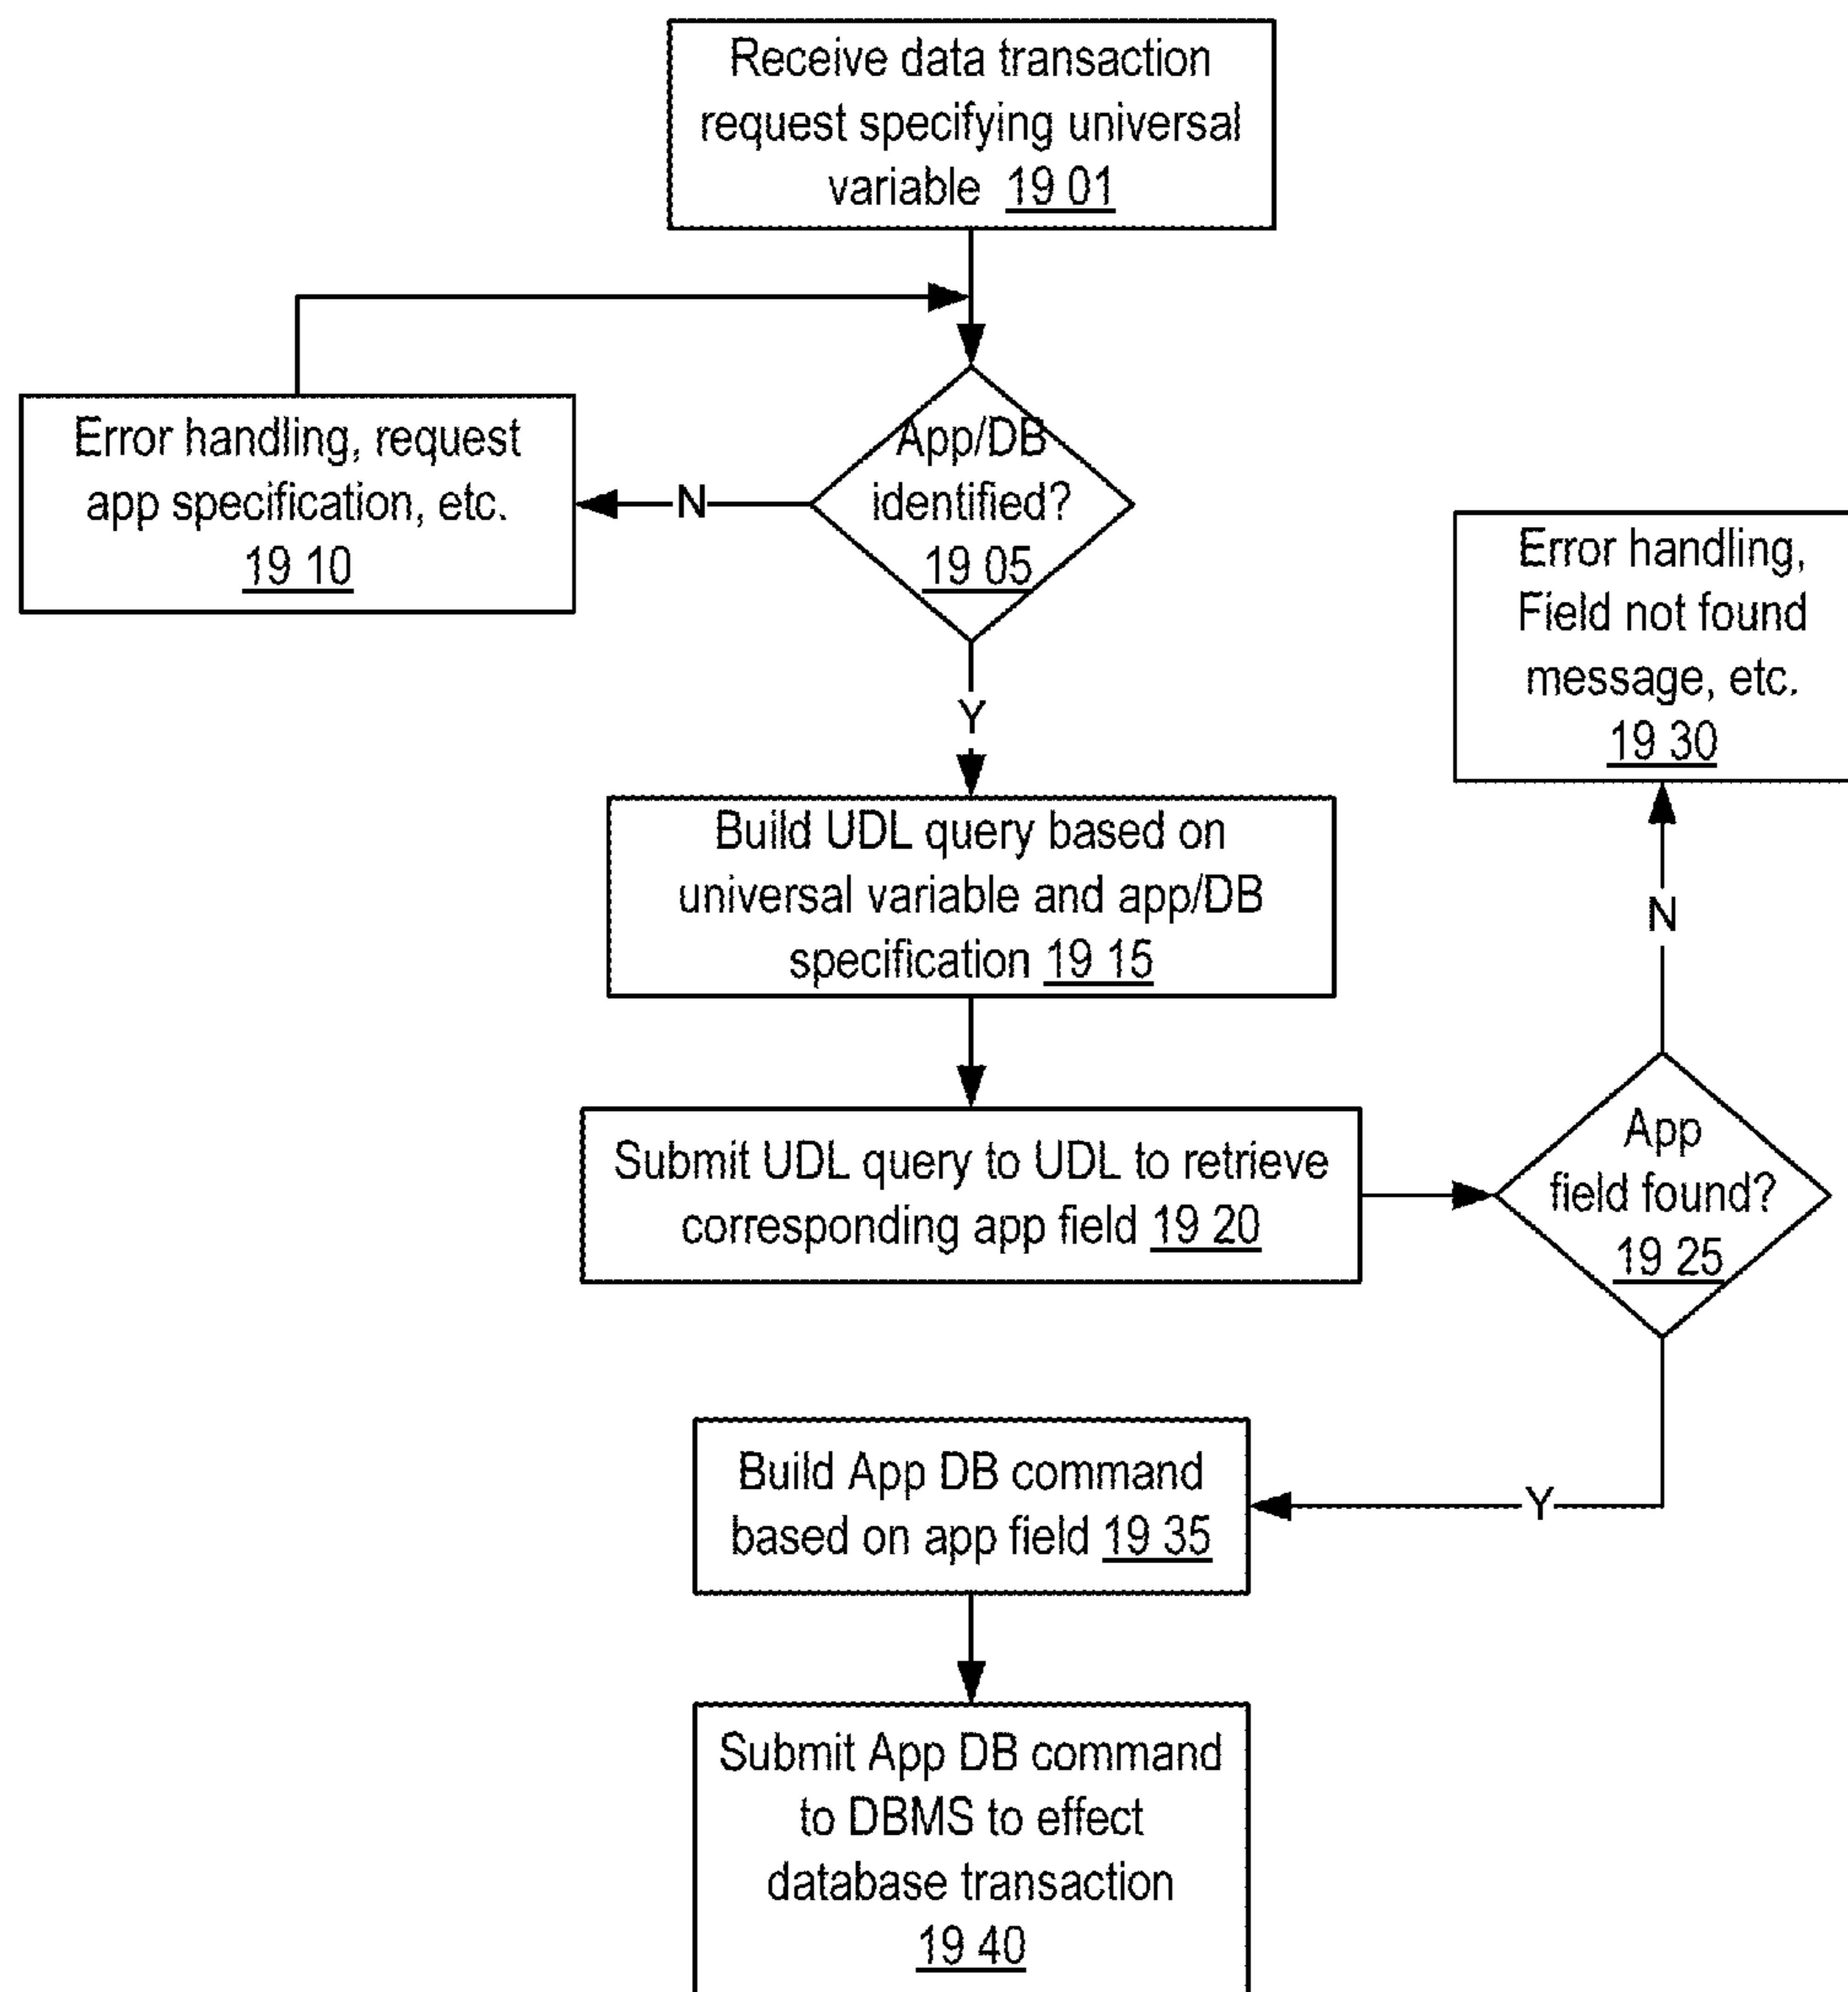 Receive data transaction
request specifying universal
variable 19 01
Error handling, request
app specification, etc.
19 10
N
App/DB
identified?
19 05
Y
Error handling,
Field not found
message, etc.
19 30
Build UDL query based on
universal variable and app/DB
specification 19 15
N
Submit UDL query to UDL to retrieve
corresponding app field 19 20
App
field found?
19 25
Build App DB command
based on app field 19 35
Y
Submit App DB command
to DBMS to effect
database transaction
19 40